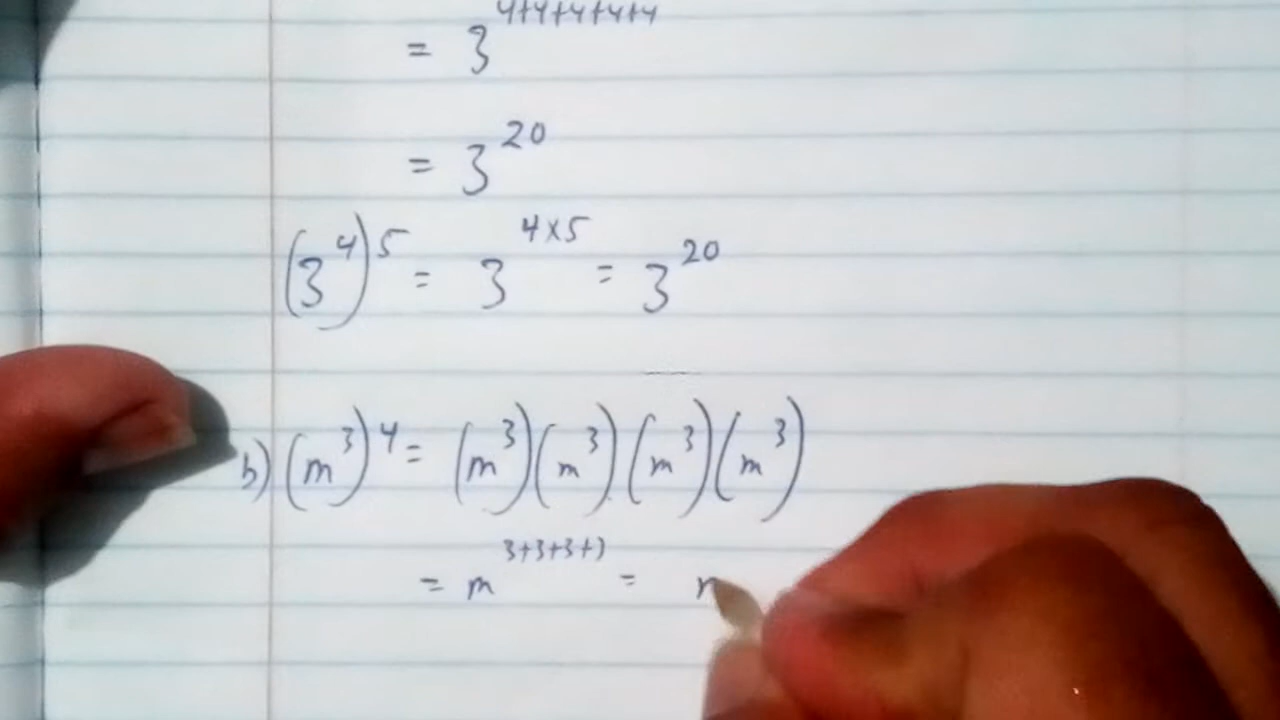 = 3^4+4+4+4+4
= 3^20
(3^4)^5 = 3^4×5 = 3^20
b) (m^3)^4 = (m^3)(m^3)(m^3)(m^3)
= m^3+3+3+3 =